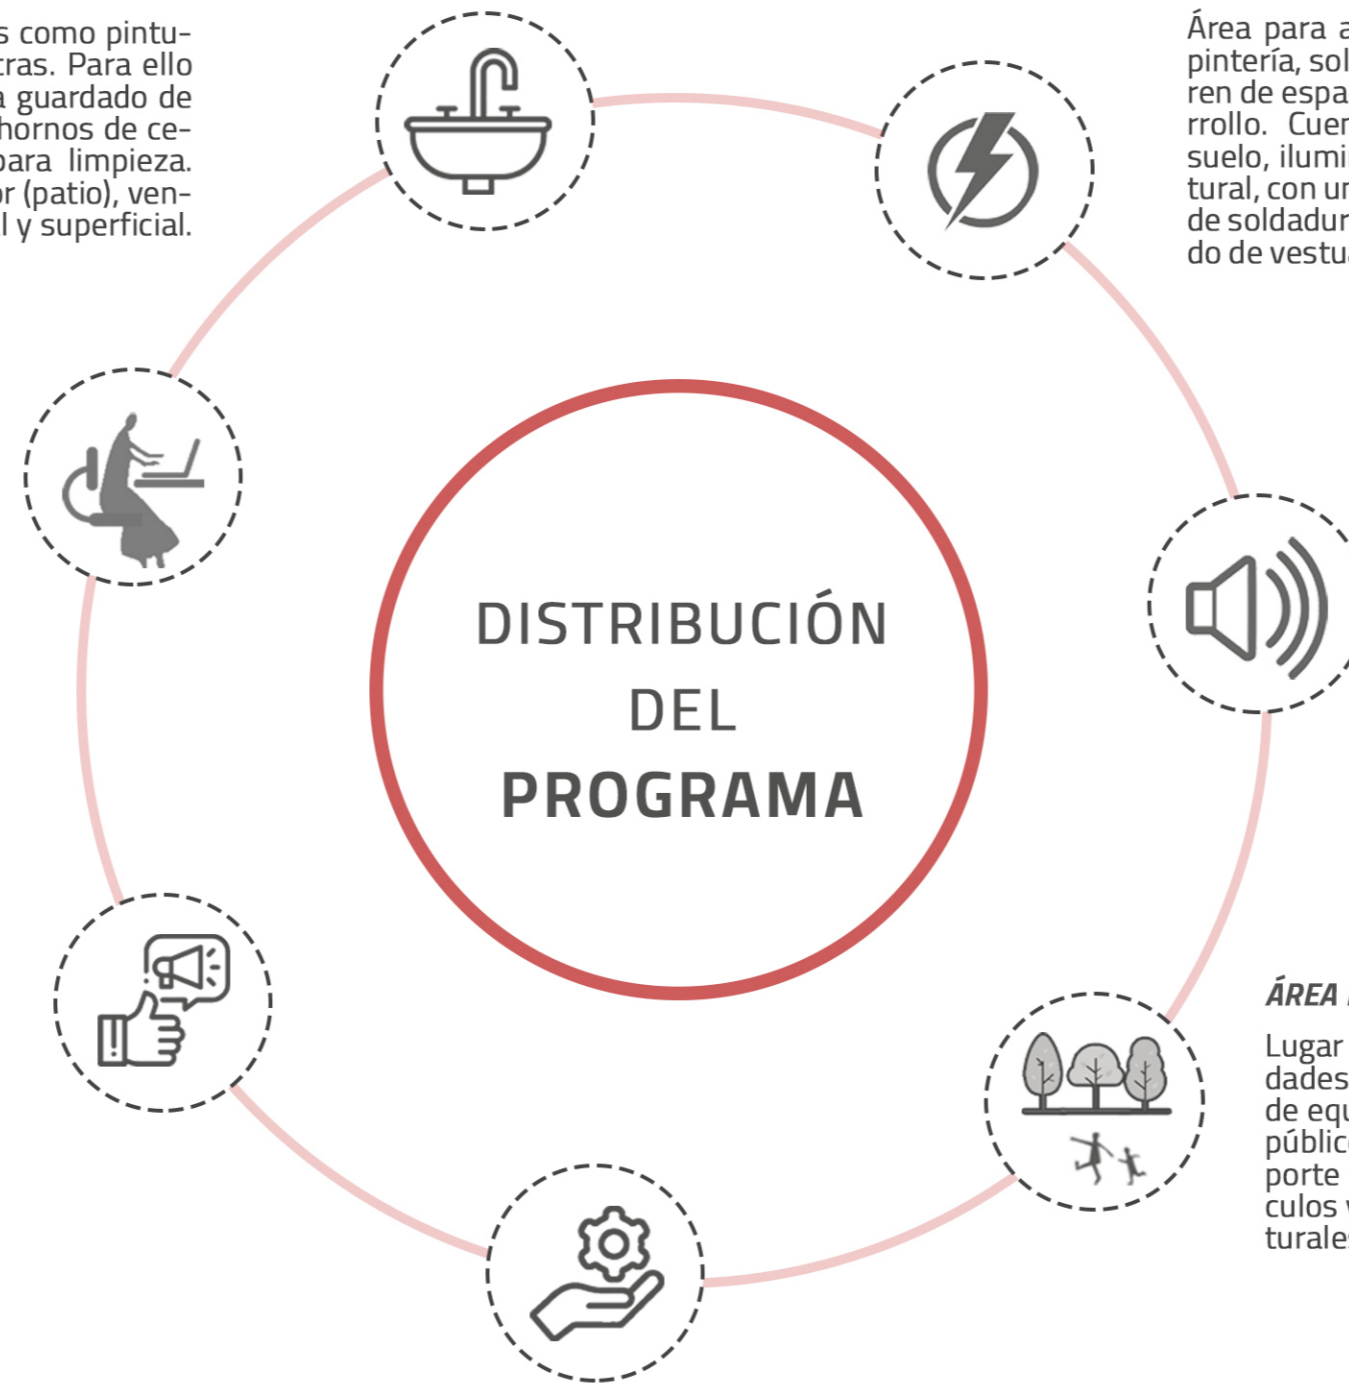 s como pintu-
tras. Para ello
a guardado de
hornos de ce-
para limpieza.
or (patio), ven-
l y superficial.
Área para a
pintería, sol
ren de espa
rrollo. Cuen
suelo, ilumi
tural, con un
de soldadur
do de vestua
DISTRIBUCIÓN
DEL
PROGRAMA
ÁREA
Lugar
dades
de equ
público
porte
culos v
turales